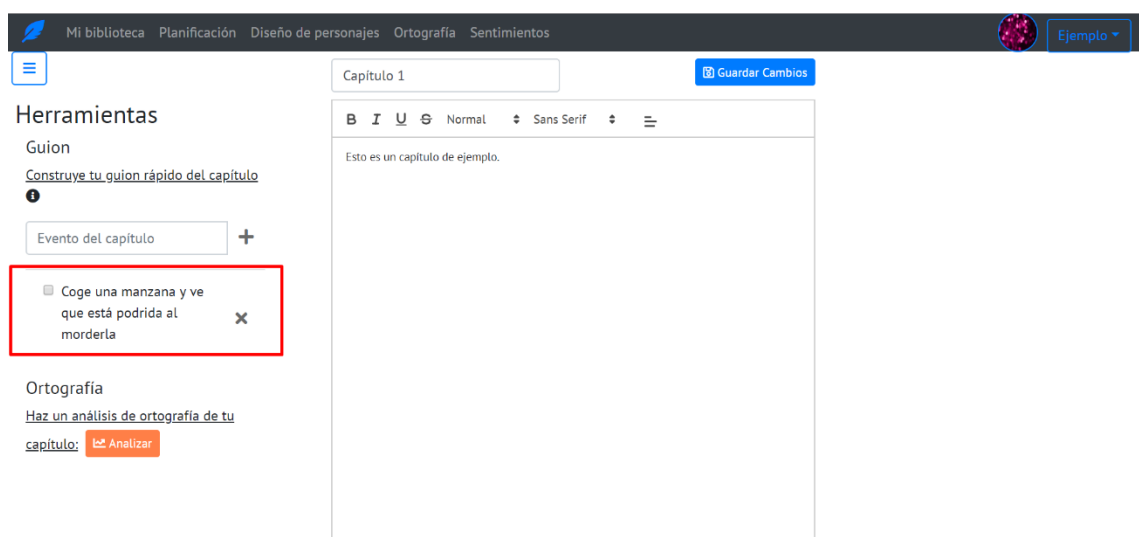 Mi biblioteca Planificación Diseño de personajes Ortografía Sentimientos Ejemplo
Capítulo 1 Guardar Cambios
Herramientas
B I U S Normal Sans Serif
Guion
Construye tu guion rápido del capítulo
Esto es un capítulo de ejemplo.
Evento del capítulo
Coge una manzana y ve
que está podrida al
morderla
Ortografía
Haz un análisis de ortografía de tu
capítulo: Analizar